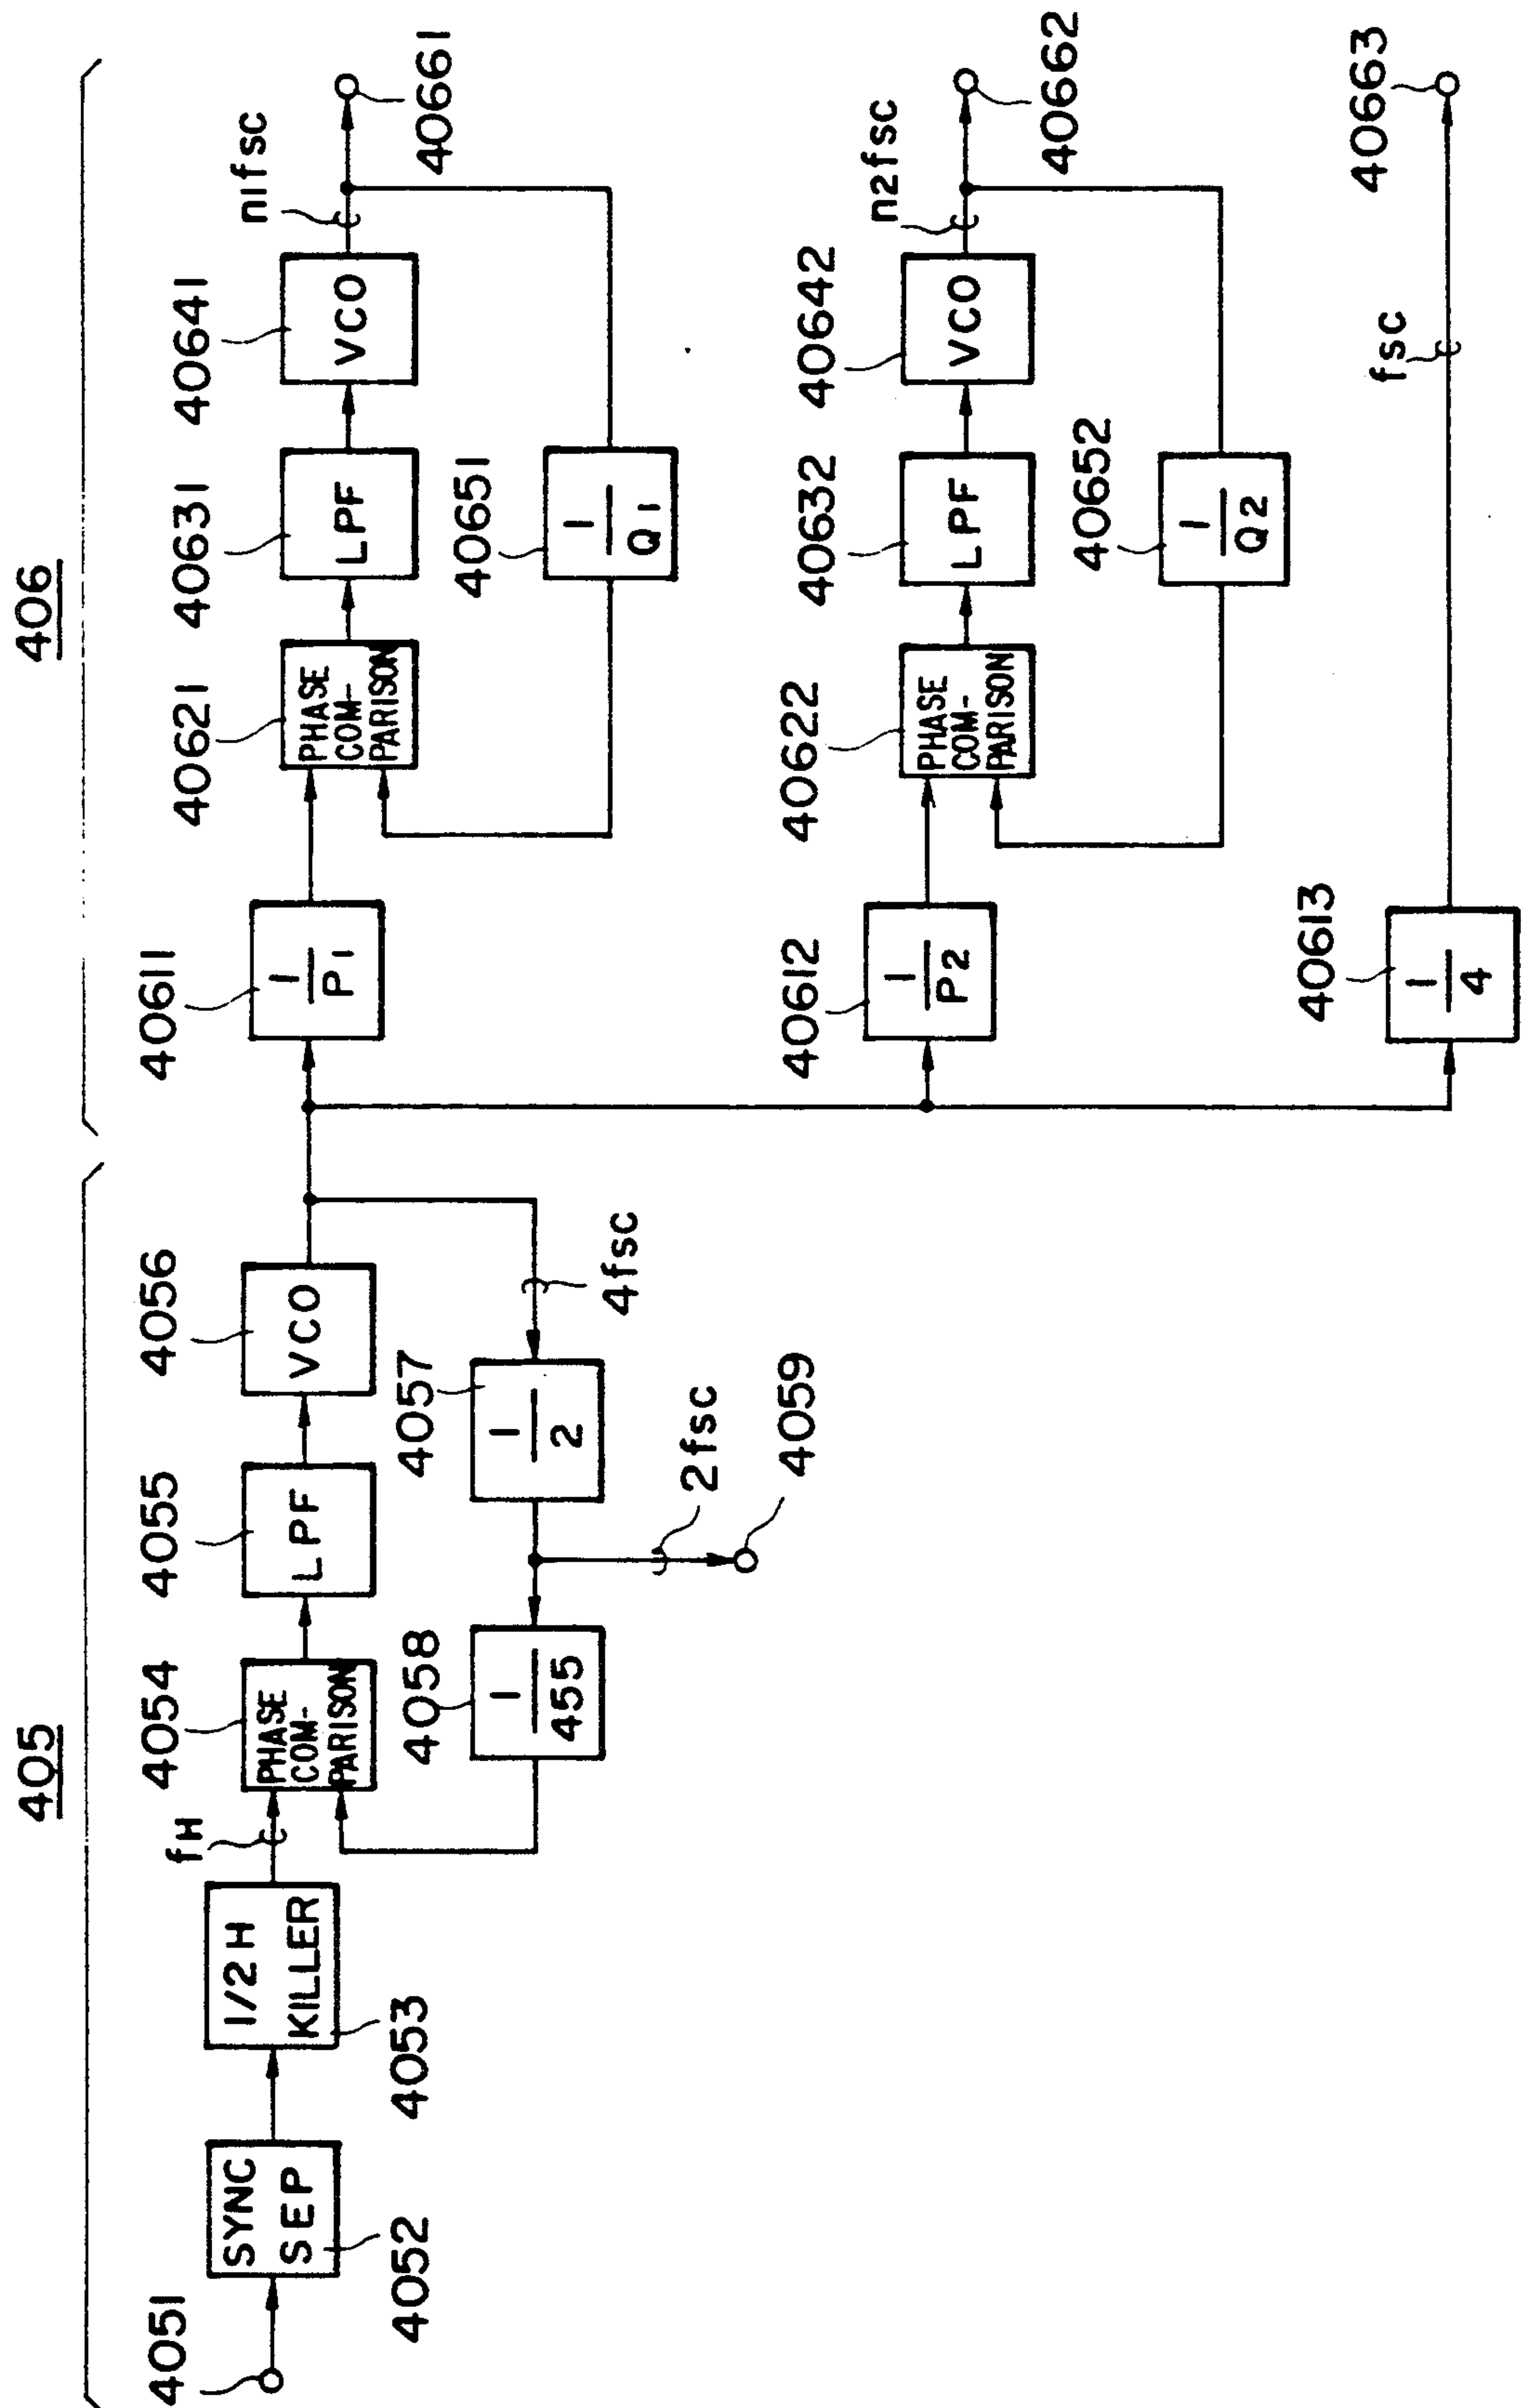 405
406
4051
SYNC
SEP
4052
1/2H
KILLER
4053
fH
PHASE
COM-
PARISON
4054
LPF
4055
VCO
4056
4fsc
1
2
4057
2fsc
4059
1
455
4058
1
P1
40611
PHASE
COM-
PARISON
40621
LPF
40631
VCO
40641
n1fsc
40661
1
Q1
40651
1
P2
40612
PHASE
COM-
PARISON
40622
LPF
40632
VCO
40642
n2fsc
40662
1
Q2
40652
1
4
40613
fsc
40663